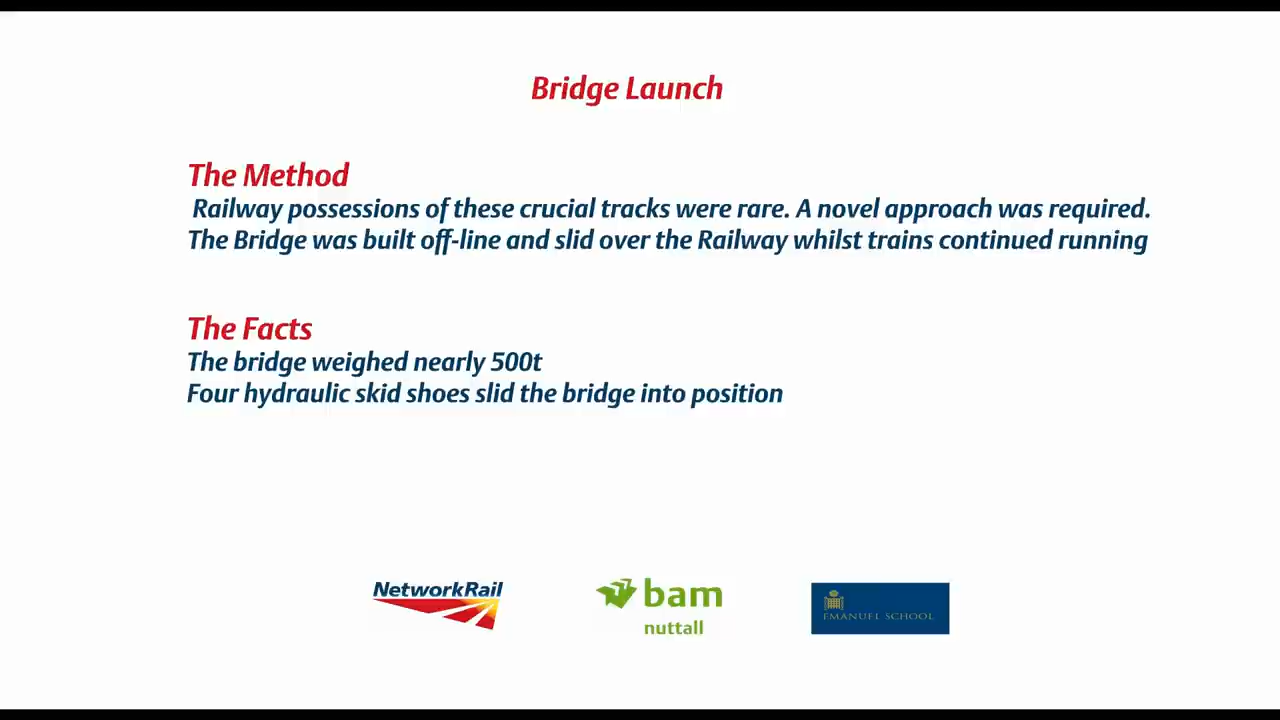 Bridge Launch
The Method
Railway possessions of these crucial tracks were rare. A novel approach was required.
The Bridge was built off-line and slid over the Railway whilst trains continued running
The Facts
The bridge weighed nearly 500t
Four hydraulic skid shoes slid the bridge into position
NetworkRail
bam
nuttall
EMANUEL SCHOOL